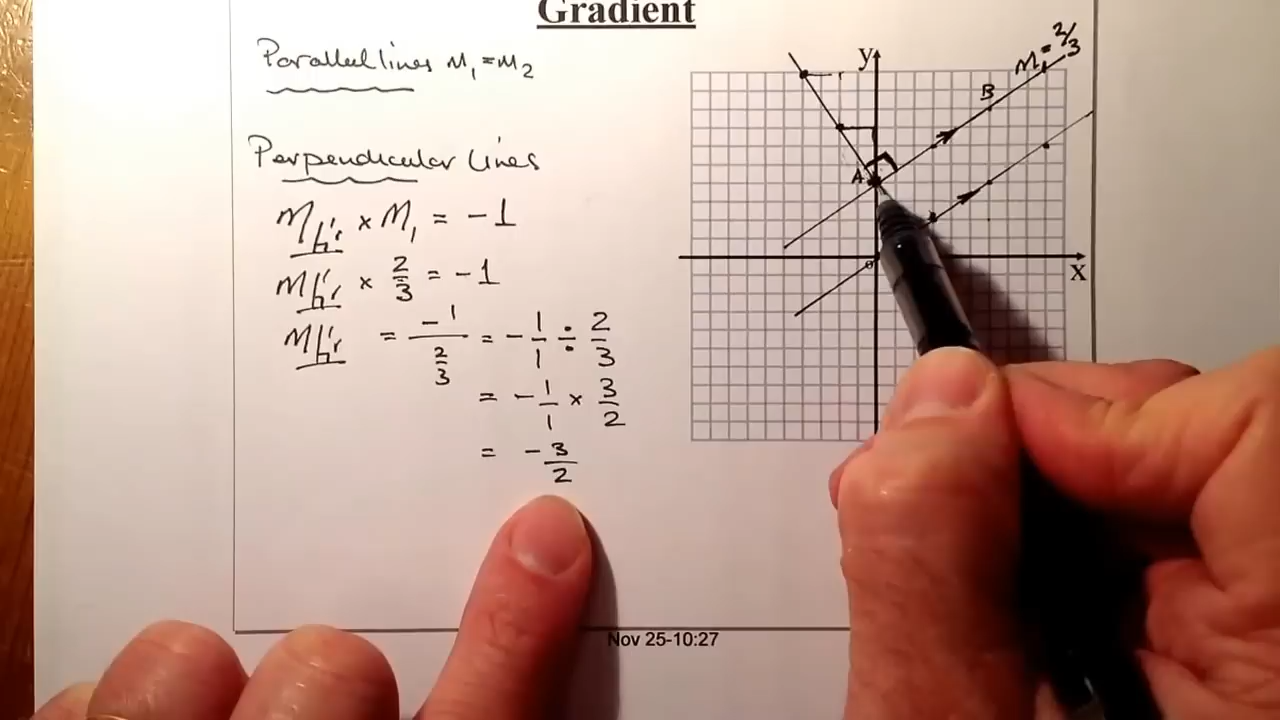 Gradient
Parallel lines M₁ = M₂
Perpendicular lines
M⊥'r × M₁ = -1
M⊥'r × 2/3 = -1
M⊥'r = -1 / 2/3 = - 1/1 ÷ 2/3
= - 1/1 × 3/2
= - 3/2
y
M₁ = 2/3
B
A
o
x
Nov 25-10:27